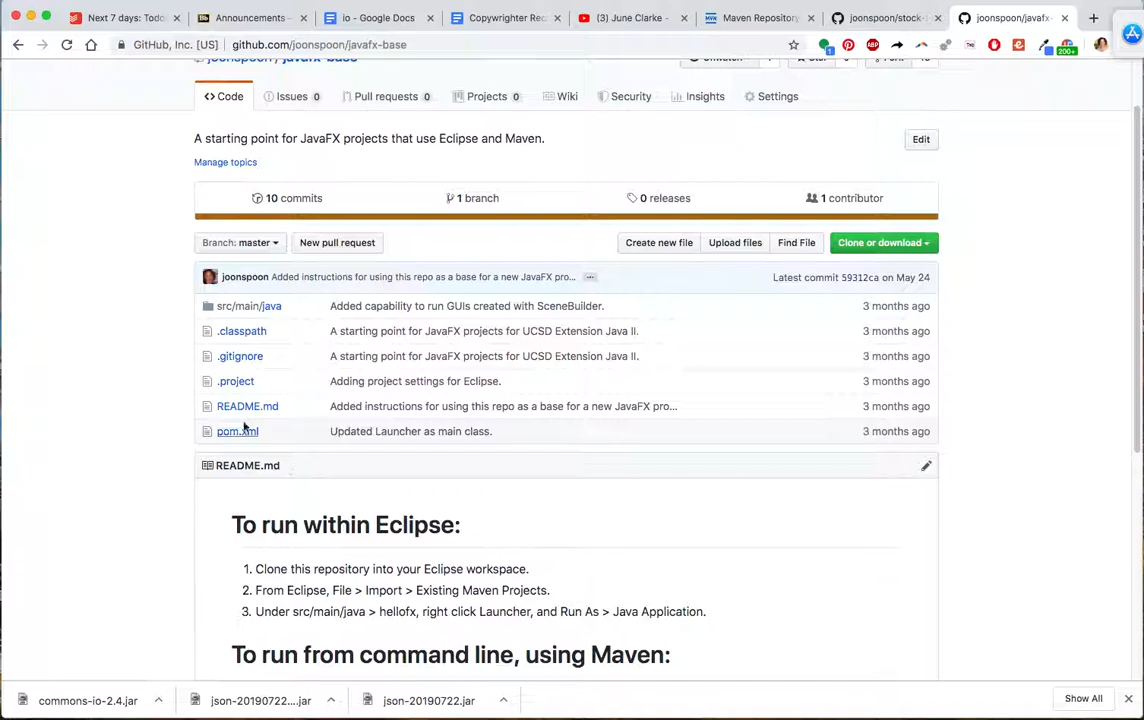 Next 7 days: Todo
Announcements -
io - Google Docs
Copywrighter Rec
(3) June Clarke -
Maven Repository
joonspoon/stock-
joonspoon/javafx-
GitHub, Inc. [US]
github.com/joonspoon/javafx-base
200+
joonspoon / javafx-base
Code
Issues 0
Pull requests 0
Projects 0
Wiki
Security
Insights
Settings
A starting point for JavaFX projects that use Eclipse and Maven.
Edit
Manage topics
10 commits
1 branch
0 releases
1 contributor
Branch: master
New pull request
Create new file
Upload files
Find File
Clone or download
joonspoon Added instructions for using this repo as a base for a new JavaFX pro...
Latest commit 59312ca on May 24
src/main/java
Added capability to run GUIs created with SceneBuilder.
3 months ago
.classpath
A starting point for JavaFX projects for UCSD Extension Java II.
3 months ago
.gitignore
A starting point for JavaFX projects for UCSD Extension Java II.
3 months ago
.project
Adding project settings for Eclipse.
3 months ago
README.md
Added instructions for using this repo as a base for a new JavaFX pro...
3 months ago
pom.xml
Updated Launcher as main class.
3 months ago
README.md
To run within Eclipse:
1. Clone this repository into your Eclipse workspace.
2. From Eclipse, File > Import > Existing Maven Projects.
3. Under src/main/java > hellofx, right click Launcher, and Run As > Java Application.
To run from command line, using Maven:
commons-io-2.4.jar
json-20190722....jar
json-20190722.jar
Show All